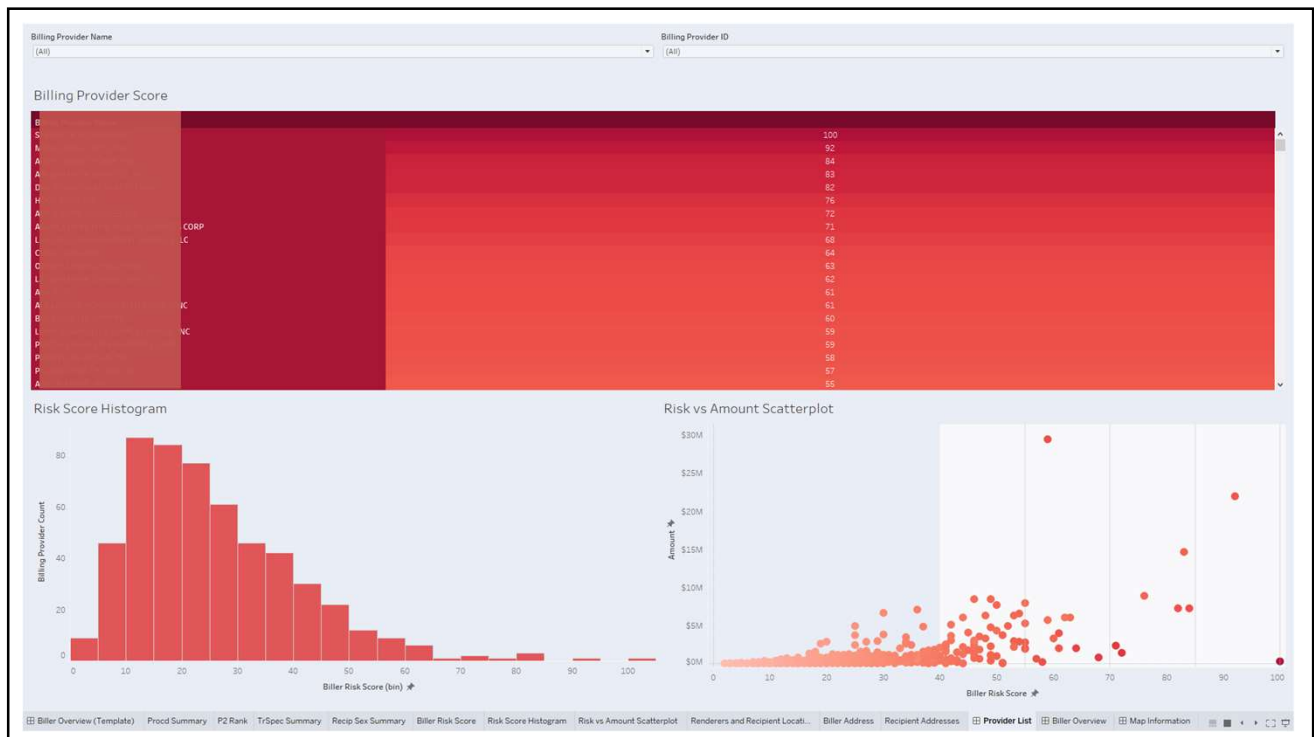 Billing Provider Name
Billing Provider ID
(All)
(All)
Billing Provider Score
100
92
84
83
82
76
72
CORP 71
LC 68
64
63
62
61
NC 61
60
NC 59
59
58
57
55
Risk Score Histogram
Risk vs Amount Scatterplot
80
60
40
20
0
Billing Provider Count
0 10 20 30 40 50 60 70 80 90 100
Biller Risk Score (bin)
$30M
$25M
$20M
$15M
$10M
$5M
$0M
Amount
0 10 20 30 40 50 60 70 80 90 100
Biller Risk Score
Biller Overview (Template) Procd Summary P2 Rank TrSpec Summary Recip Sex Summary Biller Risk Score Risk Score Histogram Risk vs Amount Scatterplot Renderers and Recipient Locati... Biller Address Recipient Addresses Provider List Biller Overview Map Information